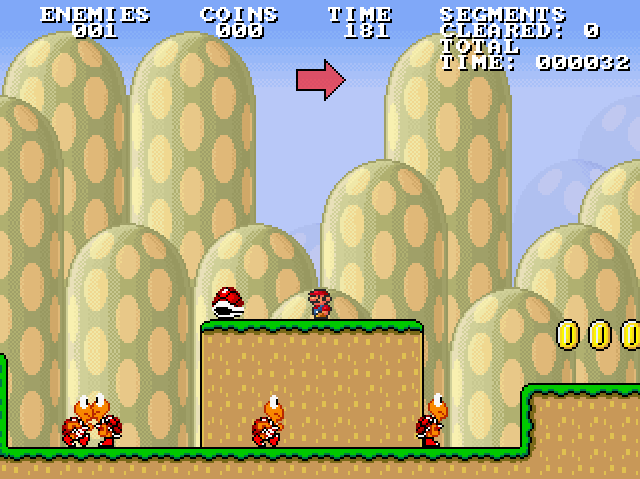 ENEMIES COINS TIME SEGMENTS
001 000 181 CLEARED: 0
TOTAL
TIME: 000032